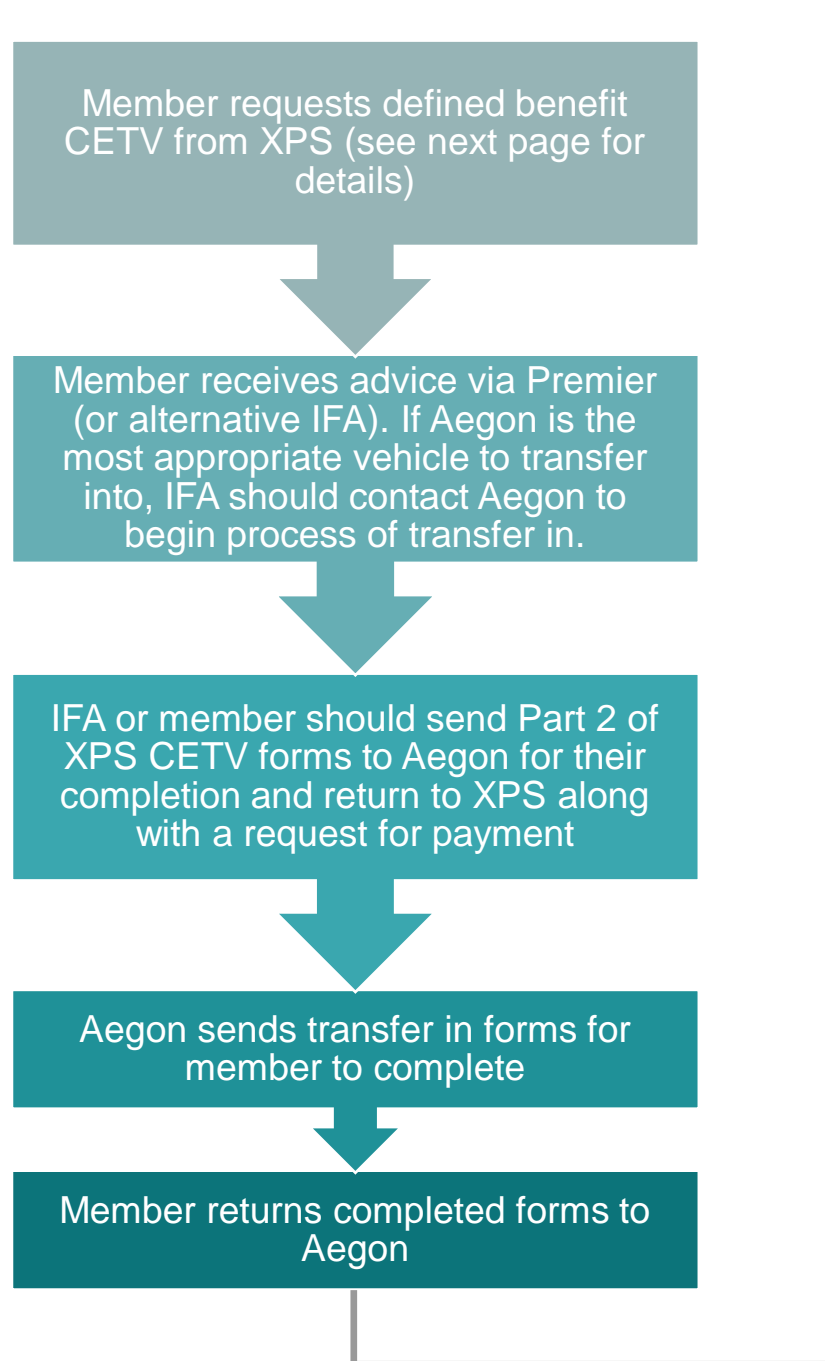 Member requests defined benefit
CETV from XPS (see next page for
details)
Member receives advice via Premier
(or alternative IFA). If Aegon is the
most appropriate vehicle to transfer
into, IFA should contact Aegon to
begin process of transfer in.
IFA or member should send Part 2 of
XPS CETV forms to Aegon for their
completion and return to XPS along
with a request for payment
Aegon sends transfer in forms for
member to complete
Member returns completed forms to
Aegon